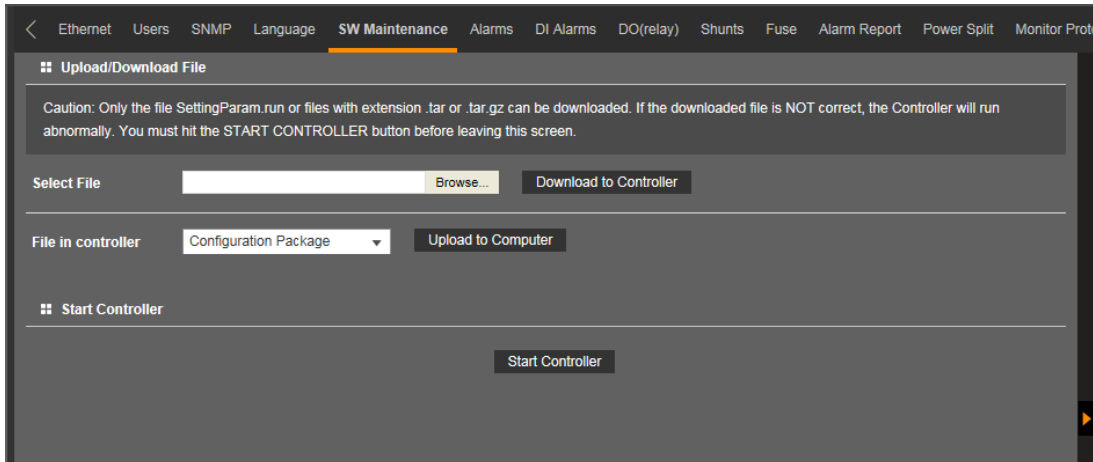 Ethernet Users SNMP Language SW Maintenance Alarms DI Alarms DO(relay) Shunts Fuse Alarm Report Power Split Monitor Prot
Upload/Download File
Caution: Only the file SettingParam.run or files with extension .tar or .tar.gz can be downloaded. If the downloaded file is NOT correct, the Controller will run
abnormally. You must hit the START CONTROLLER button before leaving this screen.
Select File Browse... Download to Controller
File in controller Configuration Package Upload to Computer
Start Controller
Start Controller